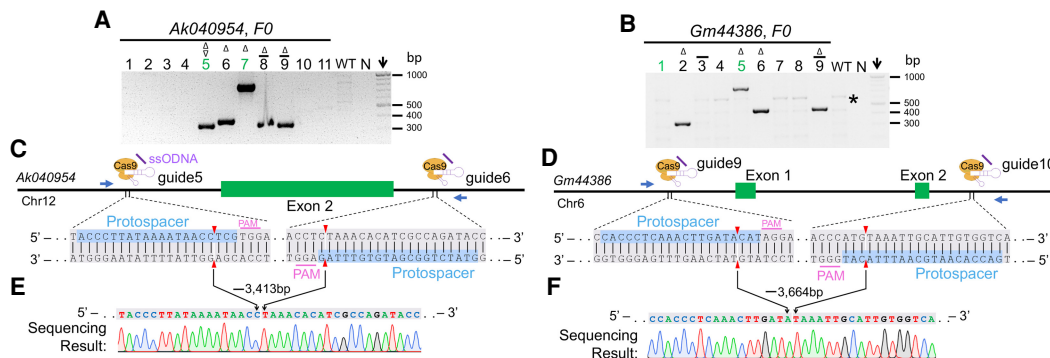 A
Ak040954, F0
1 2 3 4 5 6 7 8 9 10 11 WT N bp
1000
500
300
B
Gm44386, F0
1 2 3 4 5 6 7 8 9 WT N bp
1000
500
300
*
C
Ak040954
Chr12
Cas9
ssODNA
guide5
Exon 2
Cas9
guide6
Protospacer
PAM
5' – ·· TACCCTTATAAAATAACCTCGTGGA ·· ACCTCTAAACACATCGCCAGATACC ·· – 3'
3' – ·· ATGGGAATATTTTATTGGAGCACCT ·· TGGAGATTTGTGTAGCGGTCTATGG ·· – 5'
PAM
Protospacer
D
Gm44386
Chr6
Cas9
guide9
Exon 1
Exon 2
Cas9
guide10
Protospacer
PAM
5' – ·· CCACCCTCAAACTTGATACATAGGA ·· ACCCATGTAAATTGCATTGTGGTCA ·· – 3'
3' – ·· GGTGGGAGTTTGAACTATGTATCCT ·· TGGGTACATTTAACGTAACACCAGT ·· – 5'
PAM
Protospacer
E
–3,413bp
5' – ·· TACCCTTATAAAATAACCTAAACACATCGCCAGATACC ·· – 3'
Sequencing
Result:
F
–3,664bp
5' – ·· CCACCCTCAAACTTGATATAAATTGCATTGTGGTCA ·· – 3'
Sequencing
Result: